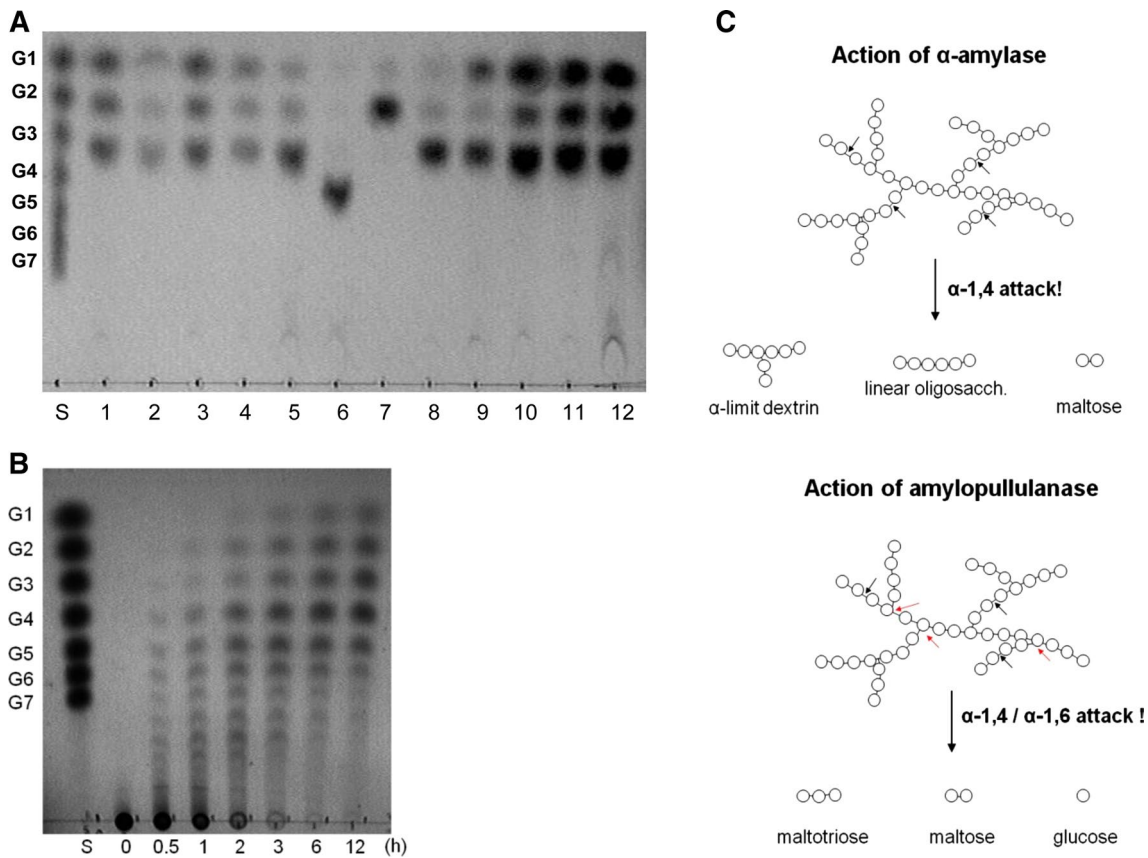 A
G1
G2
G3
G4
G5
G6
G7
S 1 2 3 4 5 6 7 8 9 10 11 12
B
G1
G2
G3
G4
G5
G6
G7
S 0 0.5 1 2 3 6 12 (h)
C
Action of α-amylase
α-1,4 attack!
α-limit dextrin
linear oligosacch.
maltose
Action of amylopullulanase
α-1,4 / α-1,6 attack !
maltotriose
maltose
glucose